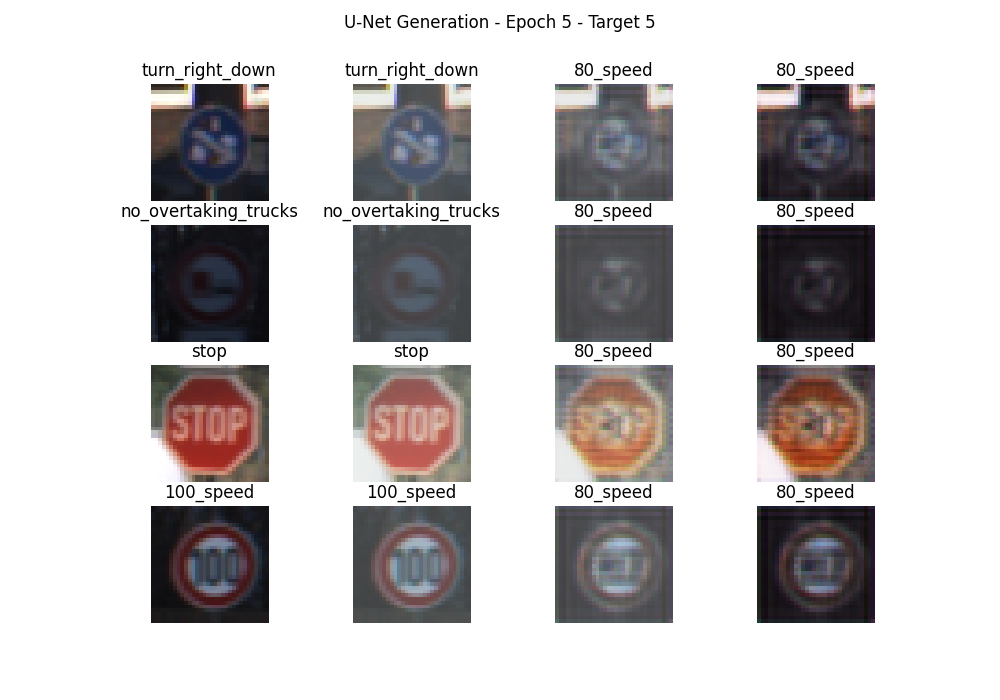 U-Net Generation - Epoch 5 - Target 5
turn_right_down turn_right_down 80_speed 80_speed
no_overtaking_trucks no_overtaking_trucks 80_speed 80_speed
stop stop 80_speed 80_speed
STOP STOP
100_speed 100_speed 80_speed 80_speed
100 100